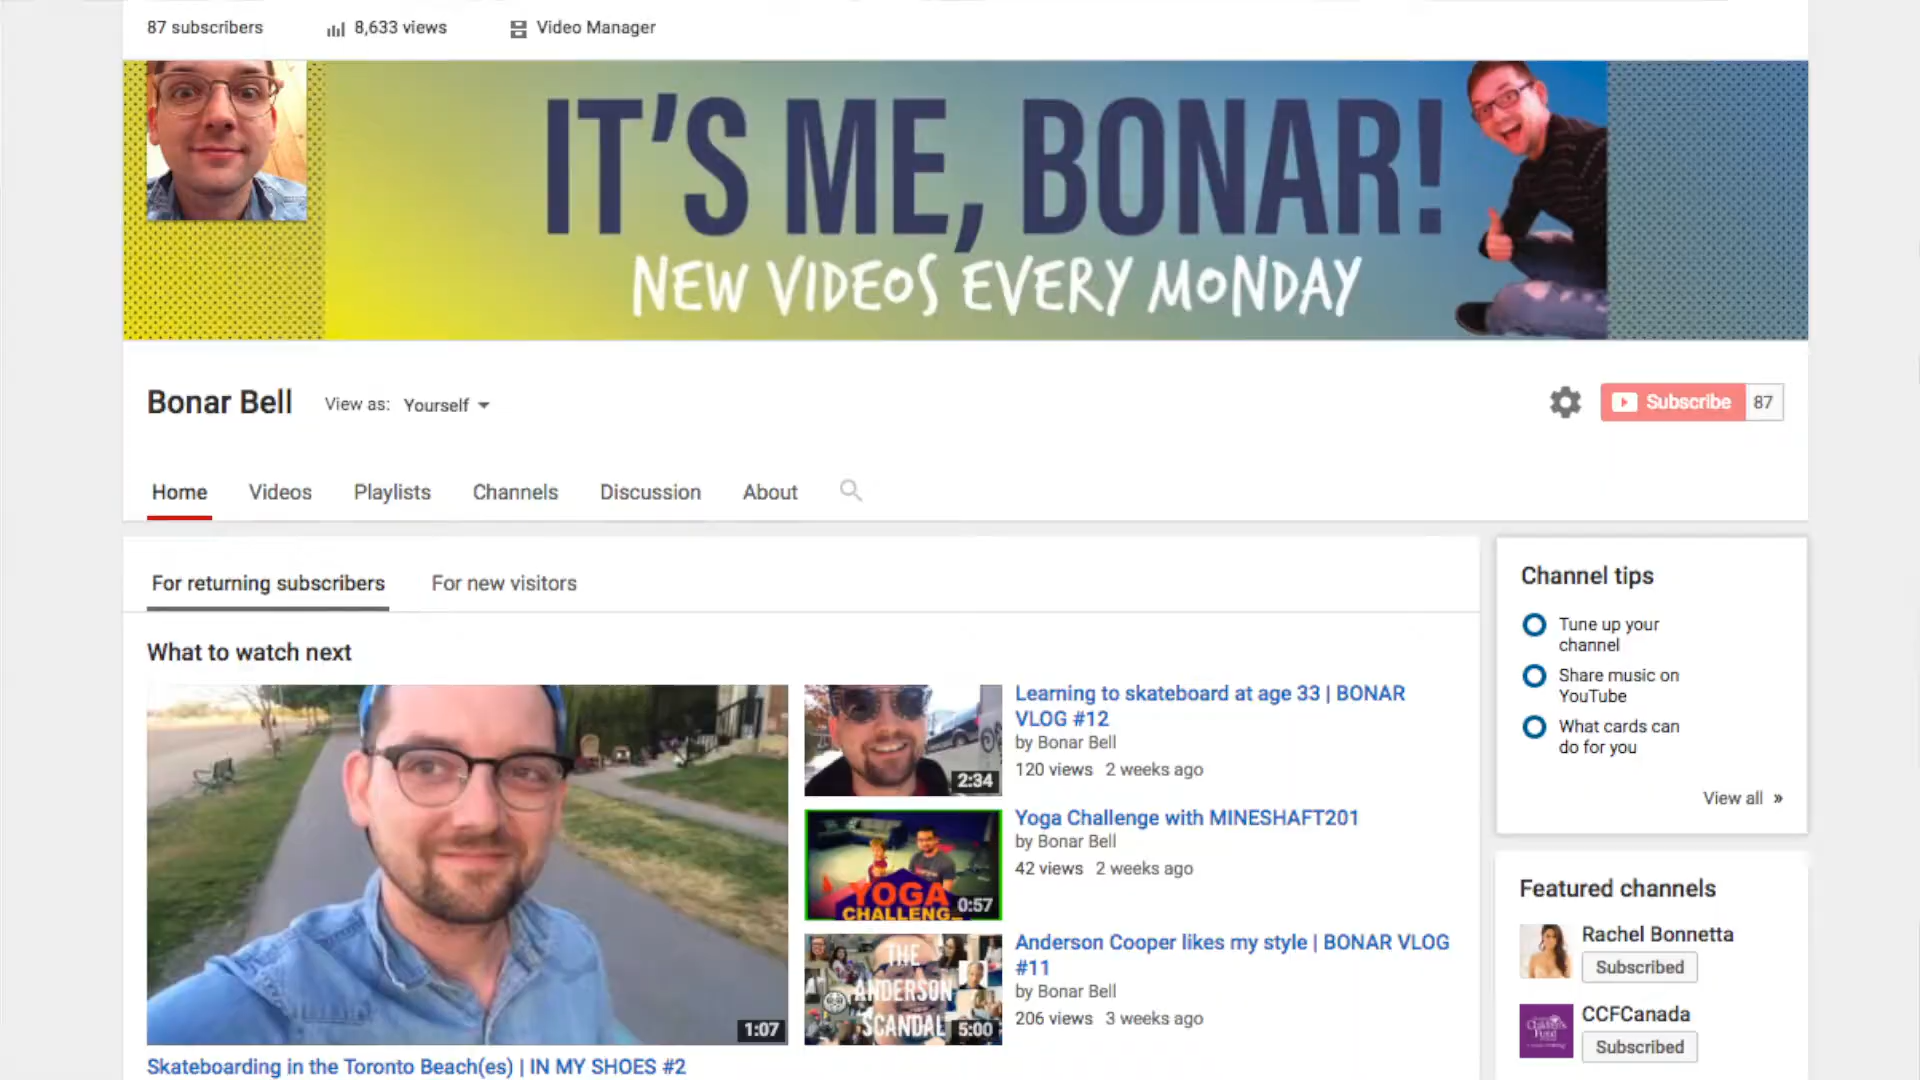 87 subscribers
8,633 views
Video Manager
IT'S ME, BONAR!
NEW VIDEOS EVERY MONDAY
Bonar Bell
View as: Yourself
Subscribe 87
Home
Videos
Playlists
Channels
Discussion
About
For returning subscribers
For new visitors
What to watch next
1:07
Skateboarding in the Toronto Beach(es) | IN MY SHOES #2
2:34
Learning to skateboard at age 33 | BONAR
VLOG #12
by Bonar Bell
120 views 2 weeks ago
YOGA
CHALLENG
0:57
Yoga Challenge with MINESHAFT201
by Bonar Bell
42 views 2 weeks ago
THE
ANDERSON
SCANDAL
5:00
Anderson Cooper likes my style | BONAR VLOG
#11
by Bonar Bell
206 views 3 weeks ago
Channel tips
Tune up your
channel
Share music on
YouTube
What cards can
do for you
View all »
Featured channels
Rachel Bonnetta
Subscribed
CCFCanada
Subscribed